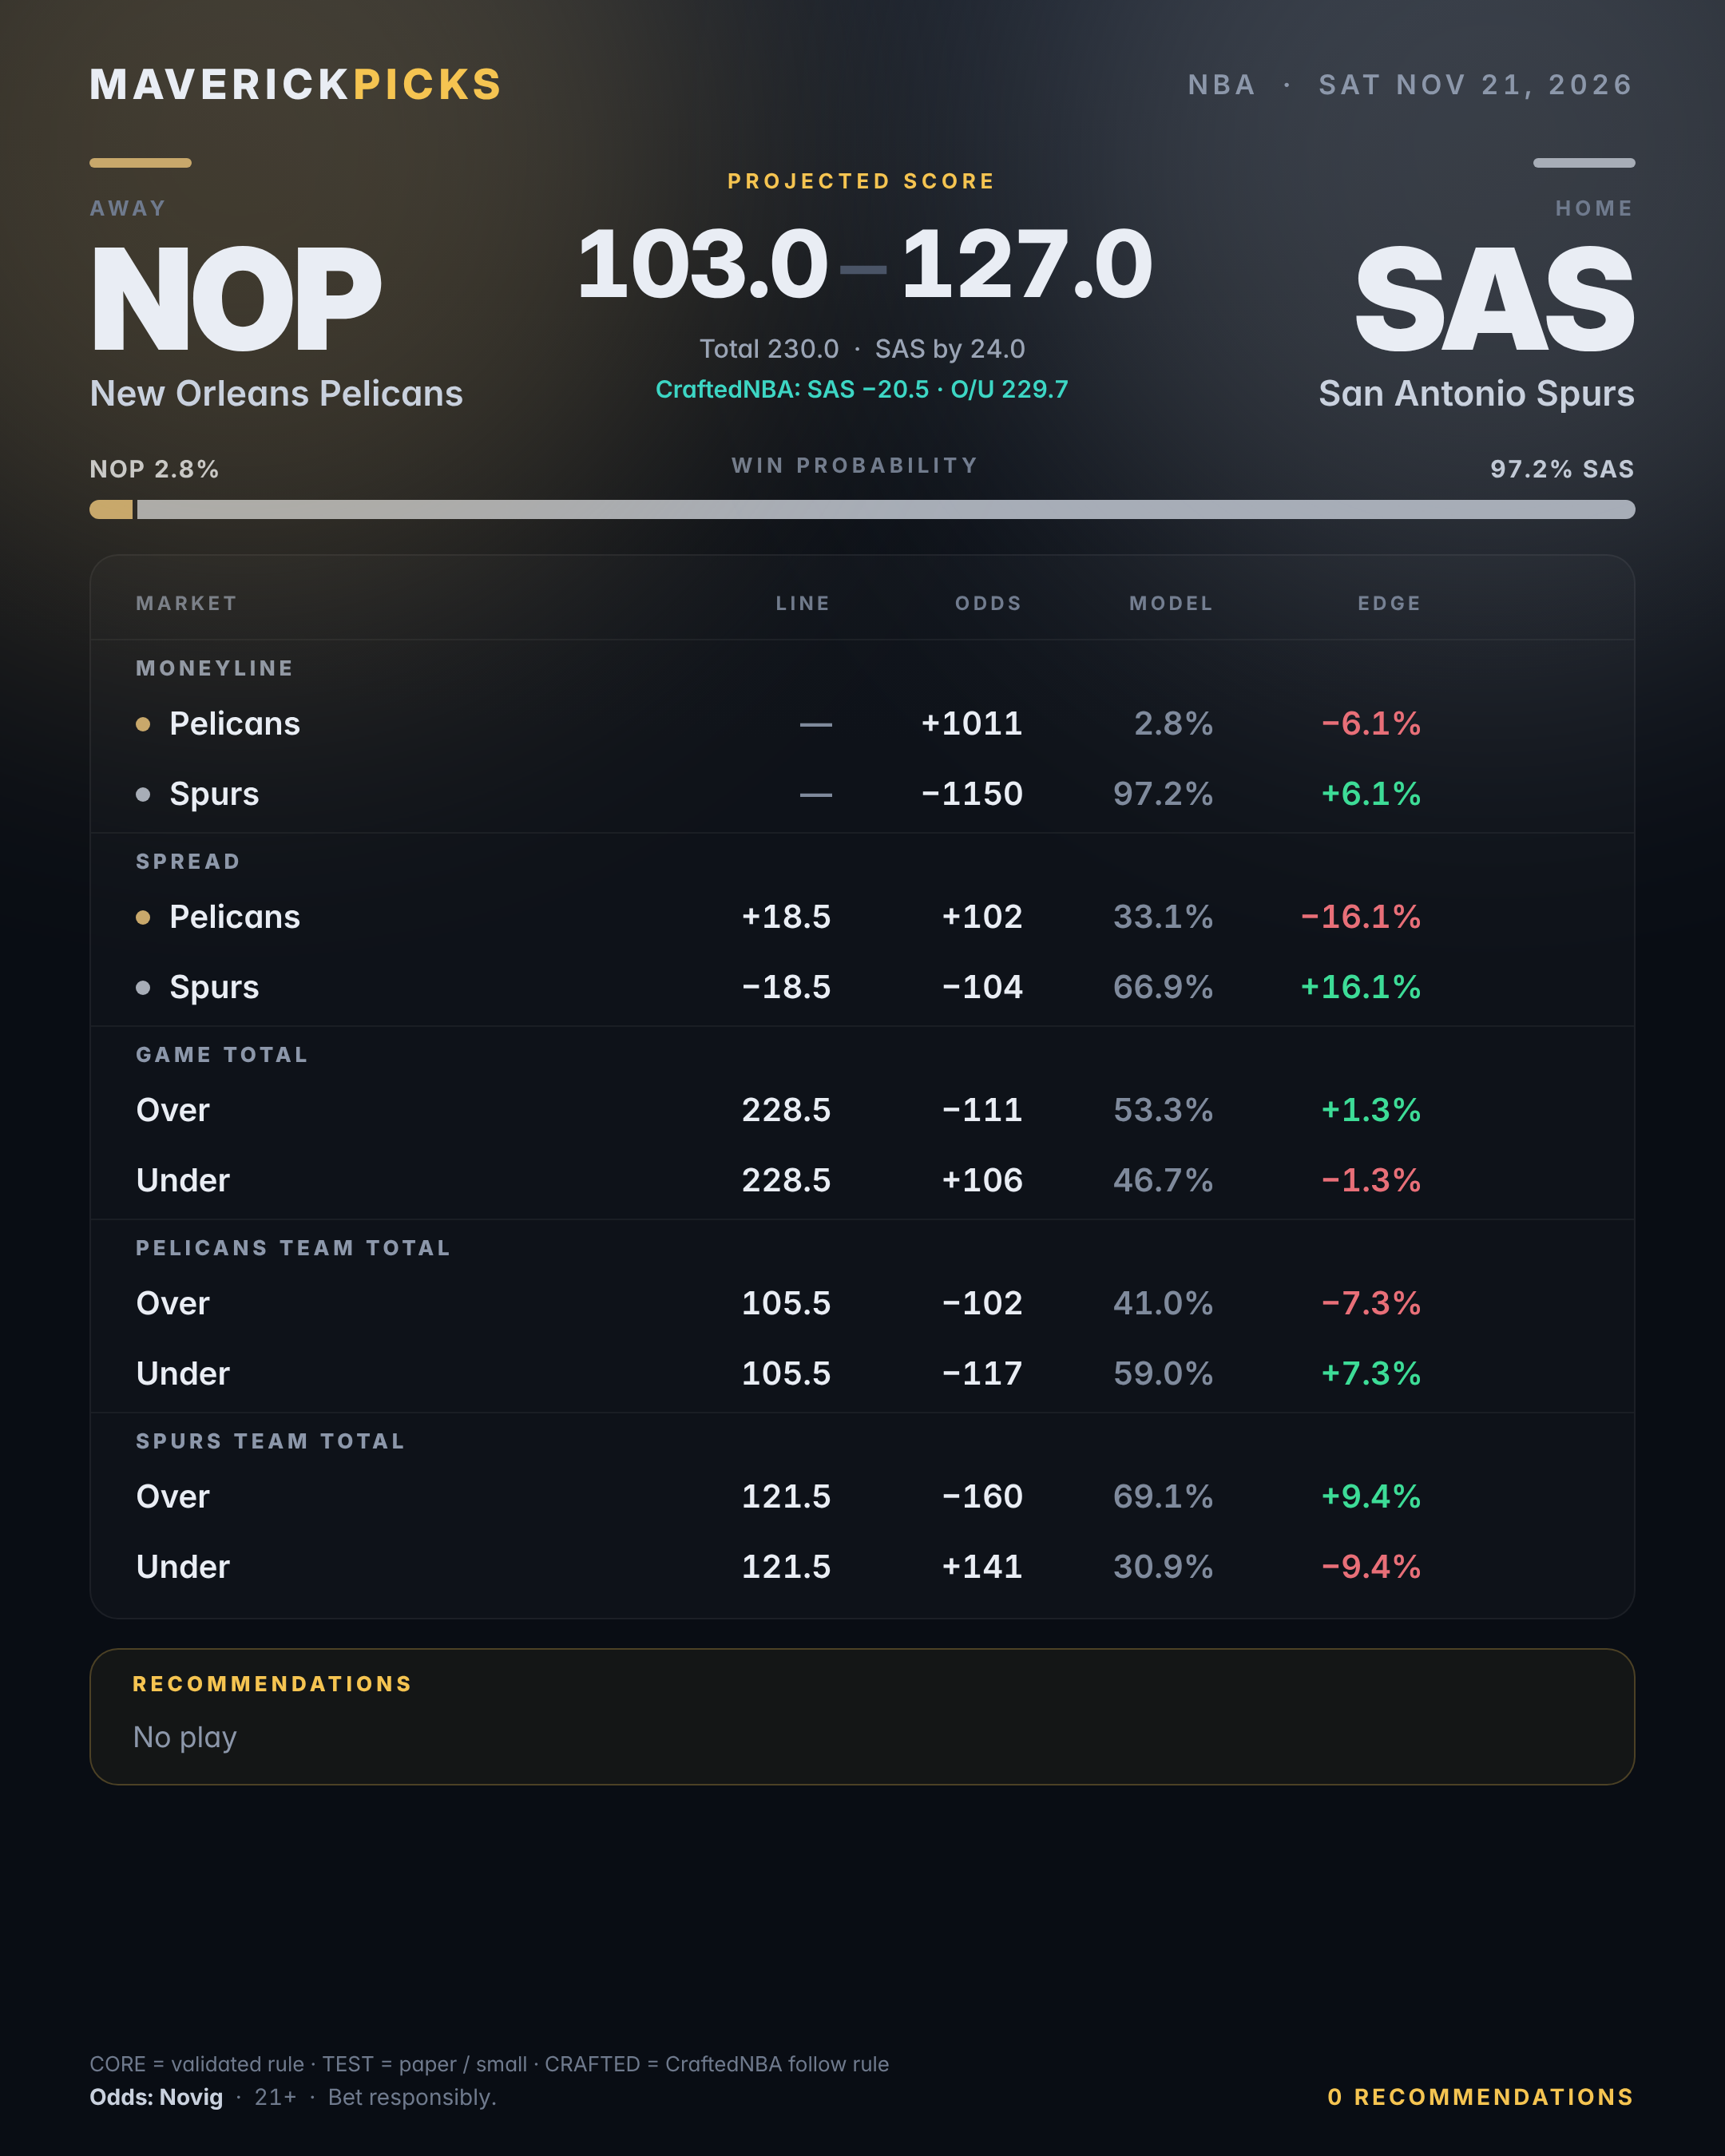 MAVERICKPICKS
NBA · SAT NOV 21, 2026
AWAY
NOP
New Orleans Pelicans
PROJECTED SCORE
103.0–127.0
Total 230.0 · SAS by 24.0
CraftedNBA: SAS −20.5 · O/U 229.7
HOME
SAS
San Antonio Spurs
NOP 2.8%
WIN PROBABILITY
97.2% SAS
MARKET LINE ODDS MODEL EDGE
MONEYLINE
Pelicans — +1011 2.8% −6.1%
Spurs — −1150 97.2% +6.1%
SPREAD
Pelicans +18.5 +102 33.1% −16.1%
Spurs −18.5 −104 66.9% +16.1%
GAME TOTAL
Over 228.5 −111 53.3% +1.3%
Under 228.5 +106 46.7% −1.3%
PELICANS TEAM TOTAL
Over 105.5 −102 41.0% −7.3%
Under 105.5 −117 59.0% +7.3%
SPURS TEAM TOTAL
Over 121.5 −160 69.1% +9.4%
Under 121.5 +141 30.9% −9.4%
RECOMMENDATIONS
No play
CORE = validated rule · TEST = paper / small · CRAFTED = CraftedNBA follow rule
Odds: Novig · 21+ · Bet responsibly.
0 RECOMMENDATIONS